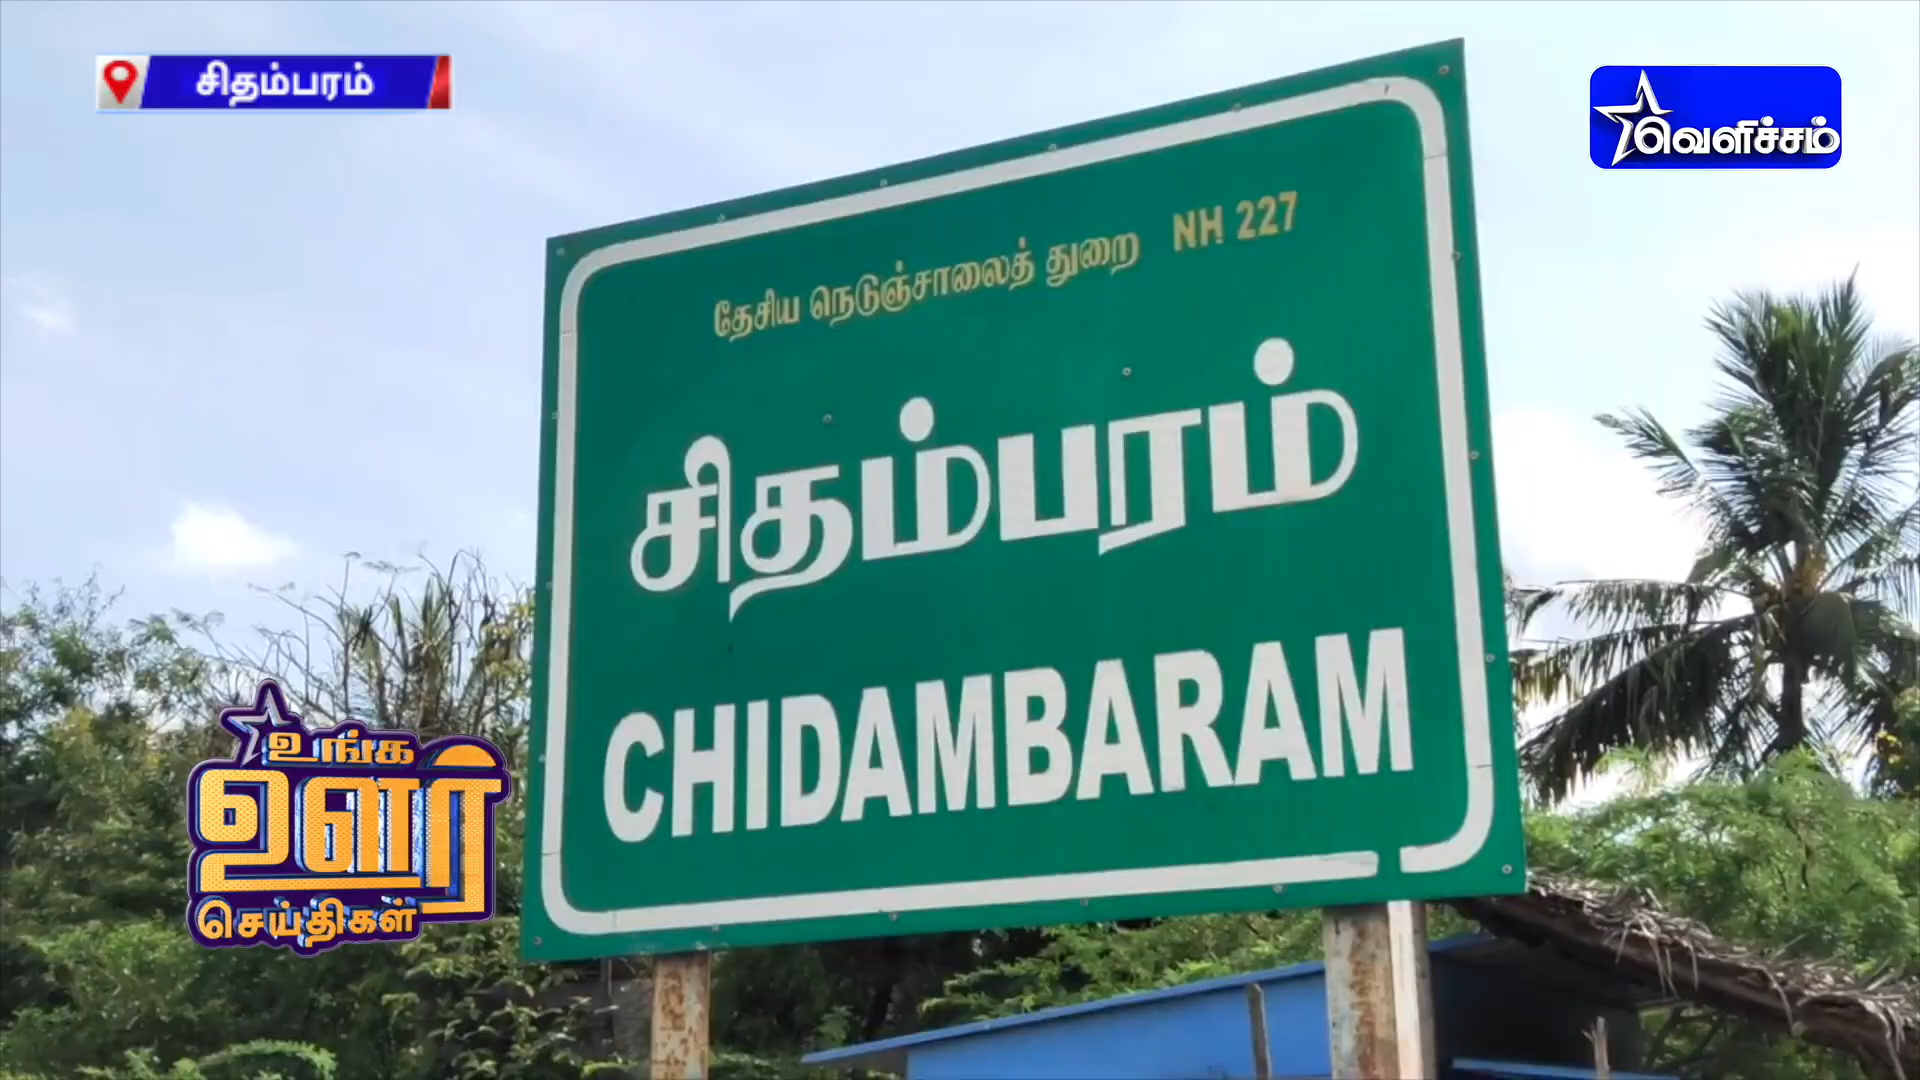 சிதம்பரம்
வெளிச்சம்
தேசிய நெடுஞ்சாலைத் துறை NH 227
சிதம்பரம்
CHIDAMBARAM
உங்க
ஊர்
செய்திகள்